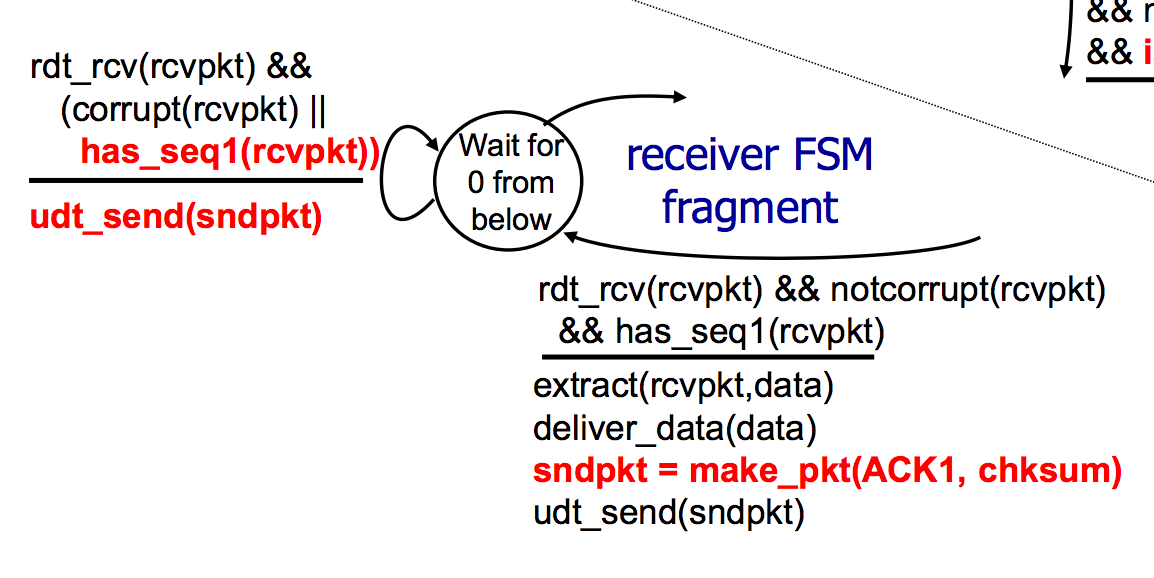 && r
&& i
rdt_rcv(rcvpkt) &&
(corrupt(rcvpkt) ||
has_seq1(rcvpkt))
udt_send(sndpkt)
Wait for
0 from
below
receiver FSM
fragment
rdt_rcv(rcvpkt) && notcorrupt(rcvpkt)
&& has_seq1(rcvpkt)
extract(rcvpkt,data)
deliver_data(data)
sndpkt = make_pkt(ACK1, chksum)
udt_send(sndpkt)